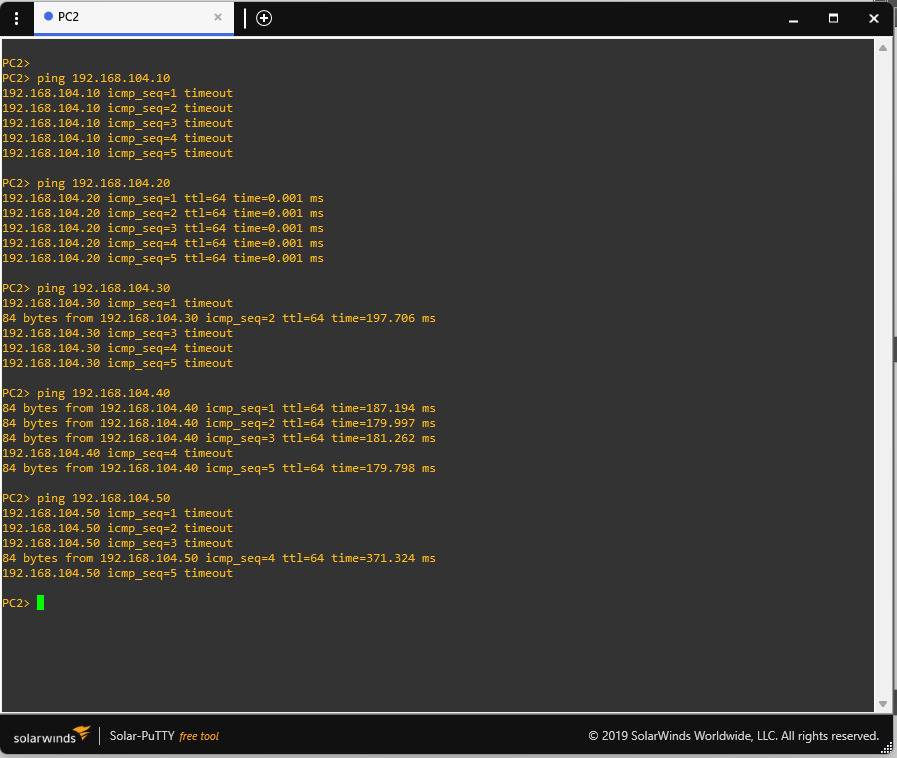 PC2
PC2>
PC2> ping 192.168.104.10
192.168.104.10 icmp_seq=1 timeout
192.168.104.10 icmp_seq=2 timeout
192.168.104.10 icmp_seq=3 timeout
192.168.104.10 icmp_seq=4 timeout
192.168.104.10 icmp_seq=5 timeout
PC2> ping 192.168.104.20
192.168.104.20 icmp_seq=1 ttl=64 time=0.001 ms
192.168.104.20 icmp_seq=2 ttl=64 time=0.001 ms
192.168.104.20 icmp_seq=3 ttl=64 time=0.001 ms
192.168.104.20 icmp_seq=4 ttl=64 time=0.001 ms
192.168.104.20 icmp_seq=5 ttl=64 time=0.001 ms
PC2> ping 192.168.104.30
192.168.104.30 icmp_seq=1 timeout
84 bytes from 192.168.104.30 icmp_seq=2 ttl=64 time=197.706 ms
192.168.104.30 icmp_seq=3 timeout
192.168.104.30 icmp_seq=4 timeout
192.168.104.30 icmp_seq=5 timeout
PC2> ping 192.168.104.40
84 bytes from 192.168.104.40 icmp_seq=1 ttl=64 time=187.194 ms
84 bytes from 192.168.104.40 icmp_seq=2 ttl=64 time=179.997 ms
84 bytes from 192.168.104.40 icmp_seq=3 ttl=64 time=181.262 ms
192.168.104.40 icmp_seq=4 timeout
84 bytes from 192.168.104.40 icmp_seq=5 ttl=64 time=179.798 ms
PC2> ping 192.168.104.50
192.168.104.50 icmp_seq=1 timeout
192.168.104.50 icmp_seq=2 timeout
192.168.104.50 icmp_seq=3 timeout
84 bytes from 192.168.104.50 icmp_seq=4 ttl=64 time=371.324 ms
192.168.104.50 icmp_seq=5 timeout
PC2>
solarwinds | Solar-PuTTY free tool © 2019 SolarWinds Worldwide, LLC. All rights reserved.